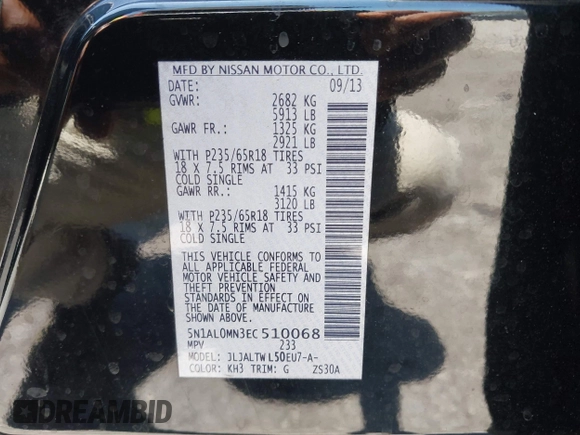 MFD BY NISSAN MOTOR CO., LTD.
DATE: 09/13
GVWR: 2682 KG
5913 LB
GAWR FR.: 1325 KG
2921 LB
WITH P235/65R18 TIRES
18 X 7.5 RIMS AT 33 PSI
COLD SINGLE
GAWR RR.: 1415 KG
3120 LB
WITH P235/65R18 TIRES
18 X 7.5 RIMS AT 33 PSI
COLD SINGLE
THIS VEHICLE CONFORMS TO
ALL APPLICABLE FEDERAL
MOTOR VEHICLE SAFETY AND
THEFT PREVENTION
STANDARDS IN EFFECT ON
THE DATE OF MANUFACTURE
SHOWN ABOVE.
5N1AL0MN3EC510068
MPV 233
MODEL: JLJALTWL50EU7-A-
COLOR: KH3 TRIM: G ZS30A
DREAMBID